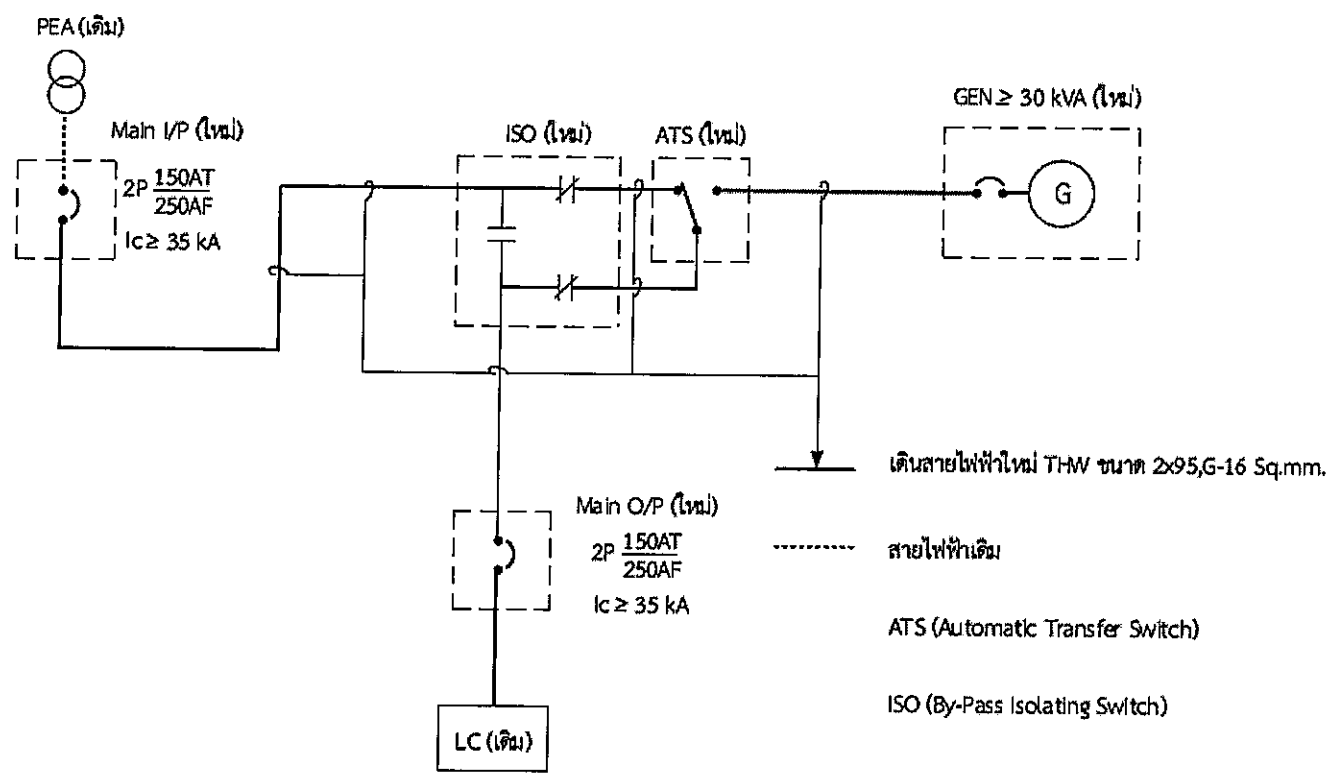 PEA (เดิม)
GEN ≥ 30 kVA (ใหม่)
Main I/P (ใหม่)
ISO (ใหม่)
ATS (ใหม่)
2P 150AT
250AF
Ic ≥ 35 kA
G
เดินสายไฟฟ้าใหม่ THW ขนาด 2x95,G-16 Sq.mm.
Main O/P (ใหม่)
2P 150AT
250AF
Ic ≥ 35 kA
สายไฟฟ้าเดิม
ATS (Automatic Transfer Switch)
ISO (By-Pass Isolating Switch)
LC (เดิม)